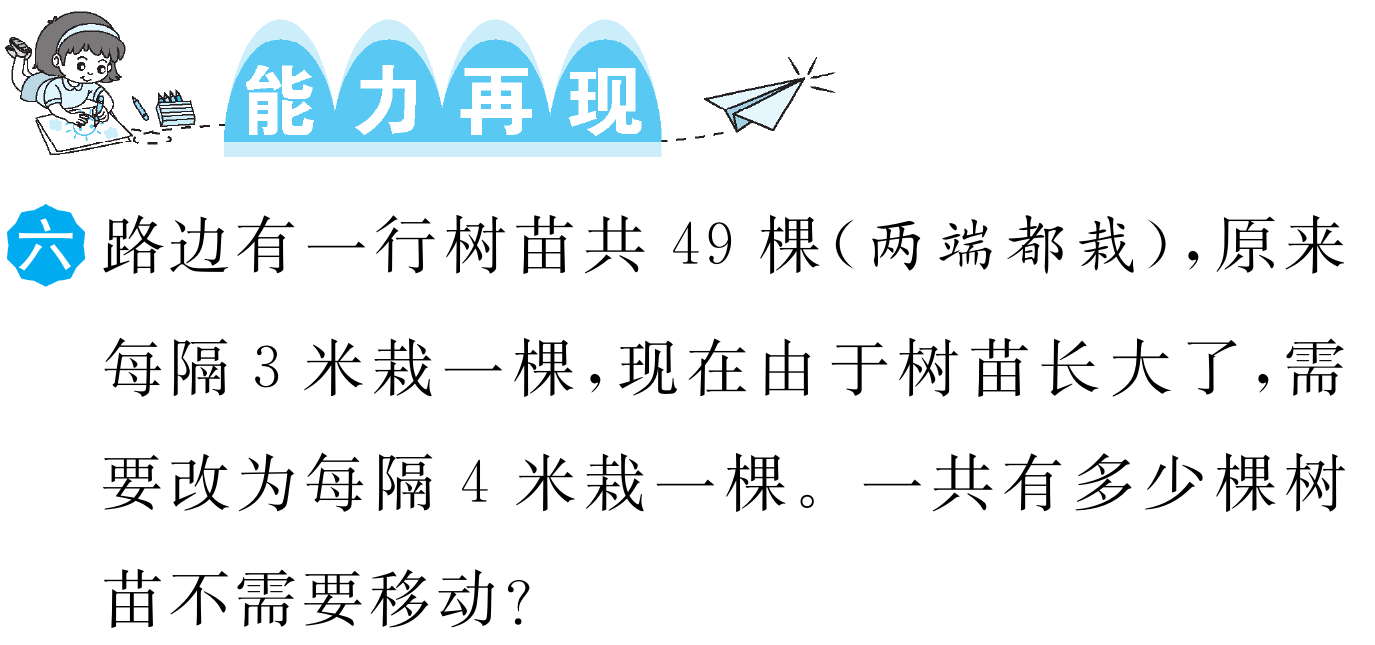 能力再现
六 路边有一行树苗共 49 棵(两端都栽),原来
每隔 3 米栽一棵,现在由于树苗长大了,需
要改为每隔 4 米栽一棵。一共有多少棵树
苗不需要移动?